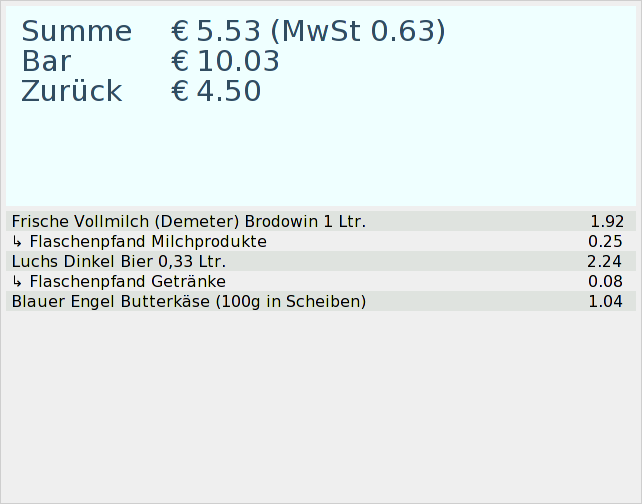 Summe € 5.53 (MwSt 0.63)
Bar € 10.03
Zurück € 4.50
Frische Vollmilch (Demeter) Brodowin 1 Ltr. 1.92
↳ Flaschenpfand Milchprodukte 0.25
Luchs Dinkel Bier 0,33 Ltr. 2.24
↳ Flaschenpfand Getränke 0.08
Blauer Engel Butterkäse (100g in Scheiben) 1.04